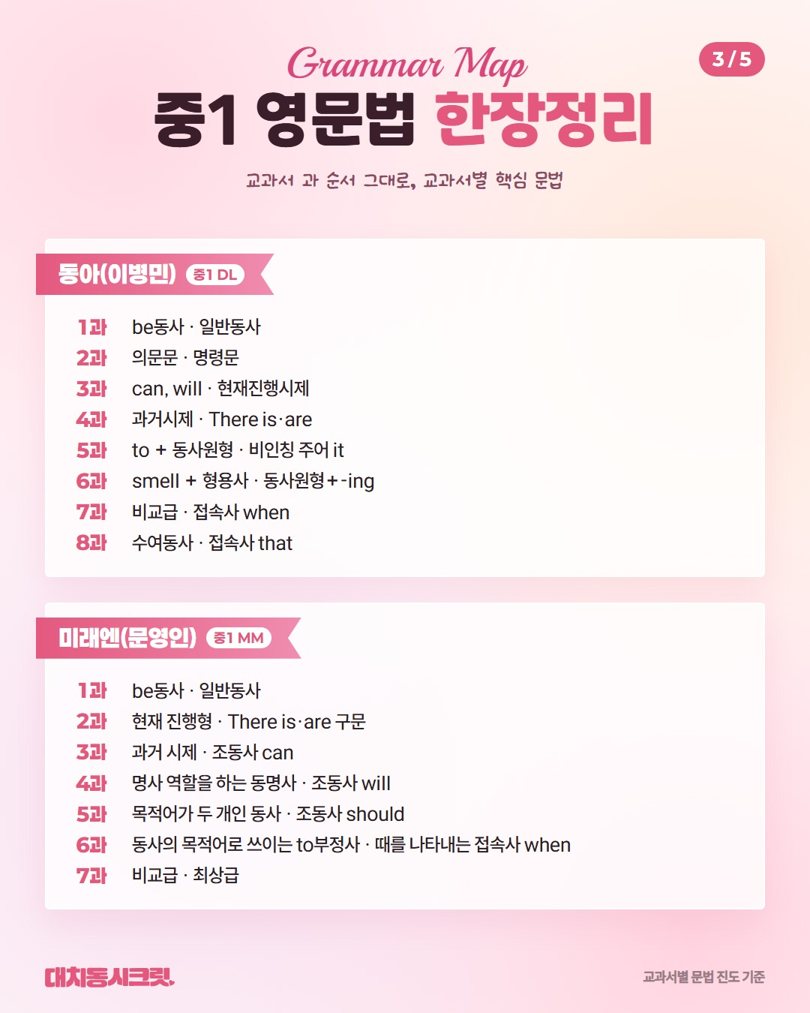 Grammar Map
3/5
중1 영문법 한장정리
교과서 과 순서 그대로, 교과서별 핵심 문법
동아(이병민) 중1 DL
1과 be동사 · 일반동사
2과 의문문 · 명령문
3과 can, will · 현재진행시제
4과 과거시제 · There is·are
5과 to + 동사원형 · 비인칭 주어 it
6과 smell + 형용사 · 동사원형+-ing
7과 비교급 · 접속사 when
8과 수여동사 · 접속사 that
미래엔(문영인) 중1 MM
1과 be동사 · 일반동사
2과 현재 진행형 · There is·are 구문
3과 과거 시제 · 조동사 can
4과 명사 역할을 하는 동명사 · 조동사 will
5과 목적어가 두 개인 동사 · 조동사 should
6과 동사의 목적어로 쓰이는 to부정사 · 때를 나타내는 접속사 when
7과 비교급 · 최상급
대치동시크릿
교과서별 문법 진도 기준